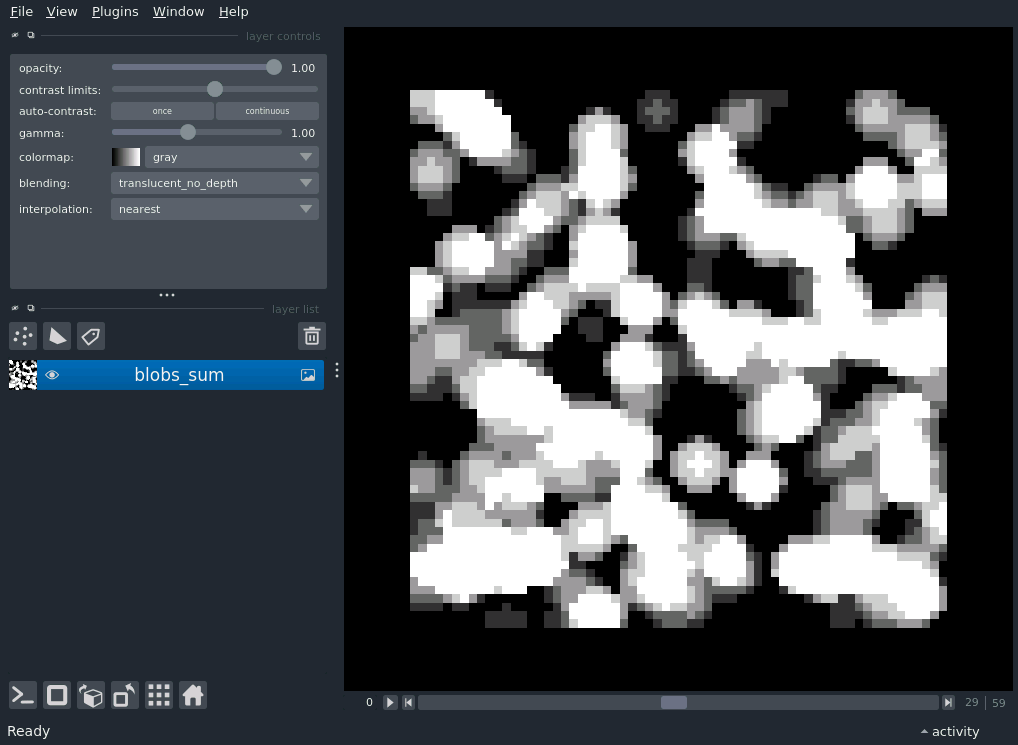 File View Plugins Window Help
layer controls
opacity: 1.00
contrast limits:
auto-contrast: once continuous
gamma: 1.00
colormap: gray
blending: translucent_no_depth
interpolation: nearest
layer list
blobs_sum
0 29 59
Ready activity